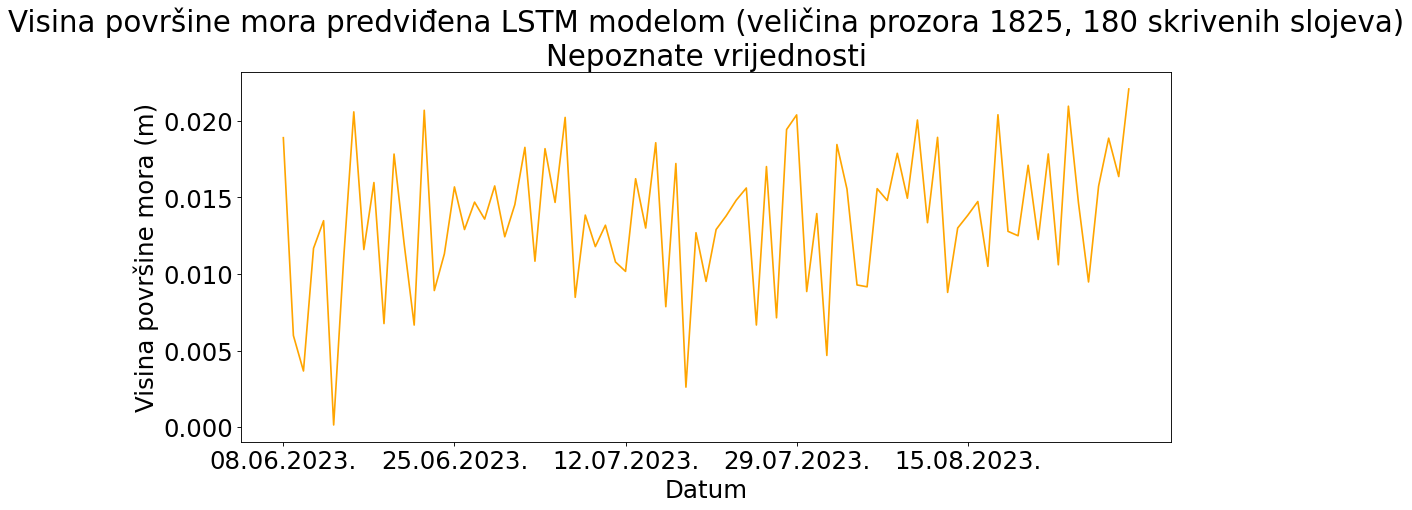 Visina površine mora predviđena LSTM modelom (veličina prozora 1825, 180 skrivenih slojeva)
Nepoznate vrijednosti
Visina površine mora (m)
0.020
0.015
0.010
0.005
0.000
08.06.2023.
25.06.2023.
12.07.2023.
29.07.2023.
15.08.2023.
Datum